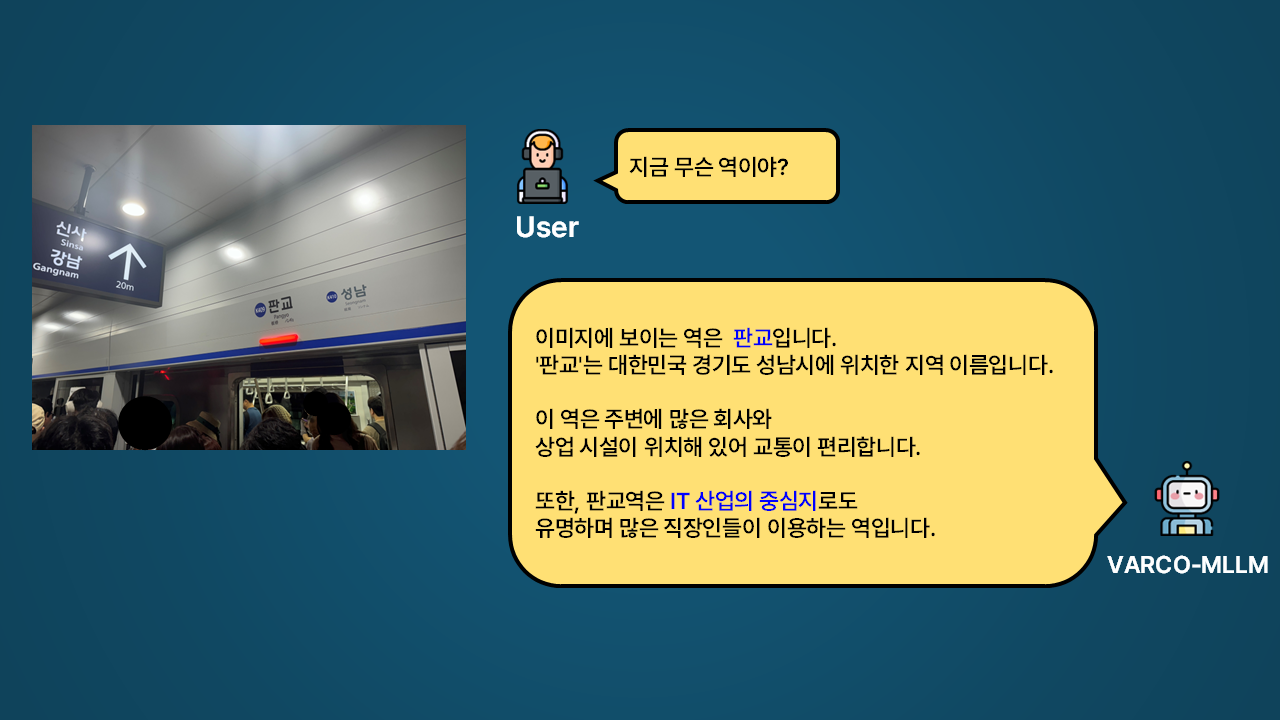 신사
Sinsa
강남
Gangnam
20m
판교
Pangyo
성남
지금 무슨 역이야?
User
이미지에 보이는 역은 판교입니다.
'판교'는 대한민국 경기도 성남시에 위치한 지역 이름입니다.
이 역은 주변에 많은 회사와
상업 시설이 위치해 있어 교통이 편리합니다.
또한, 판교역은 IT 산업의 중심지로도
유명하며 많은 직장인들이 이용하는 역입니다.
VARCO-MLLM